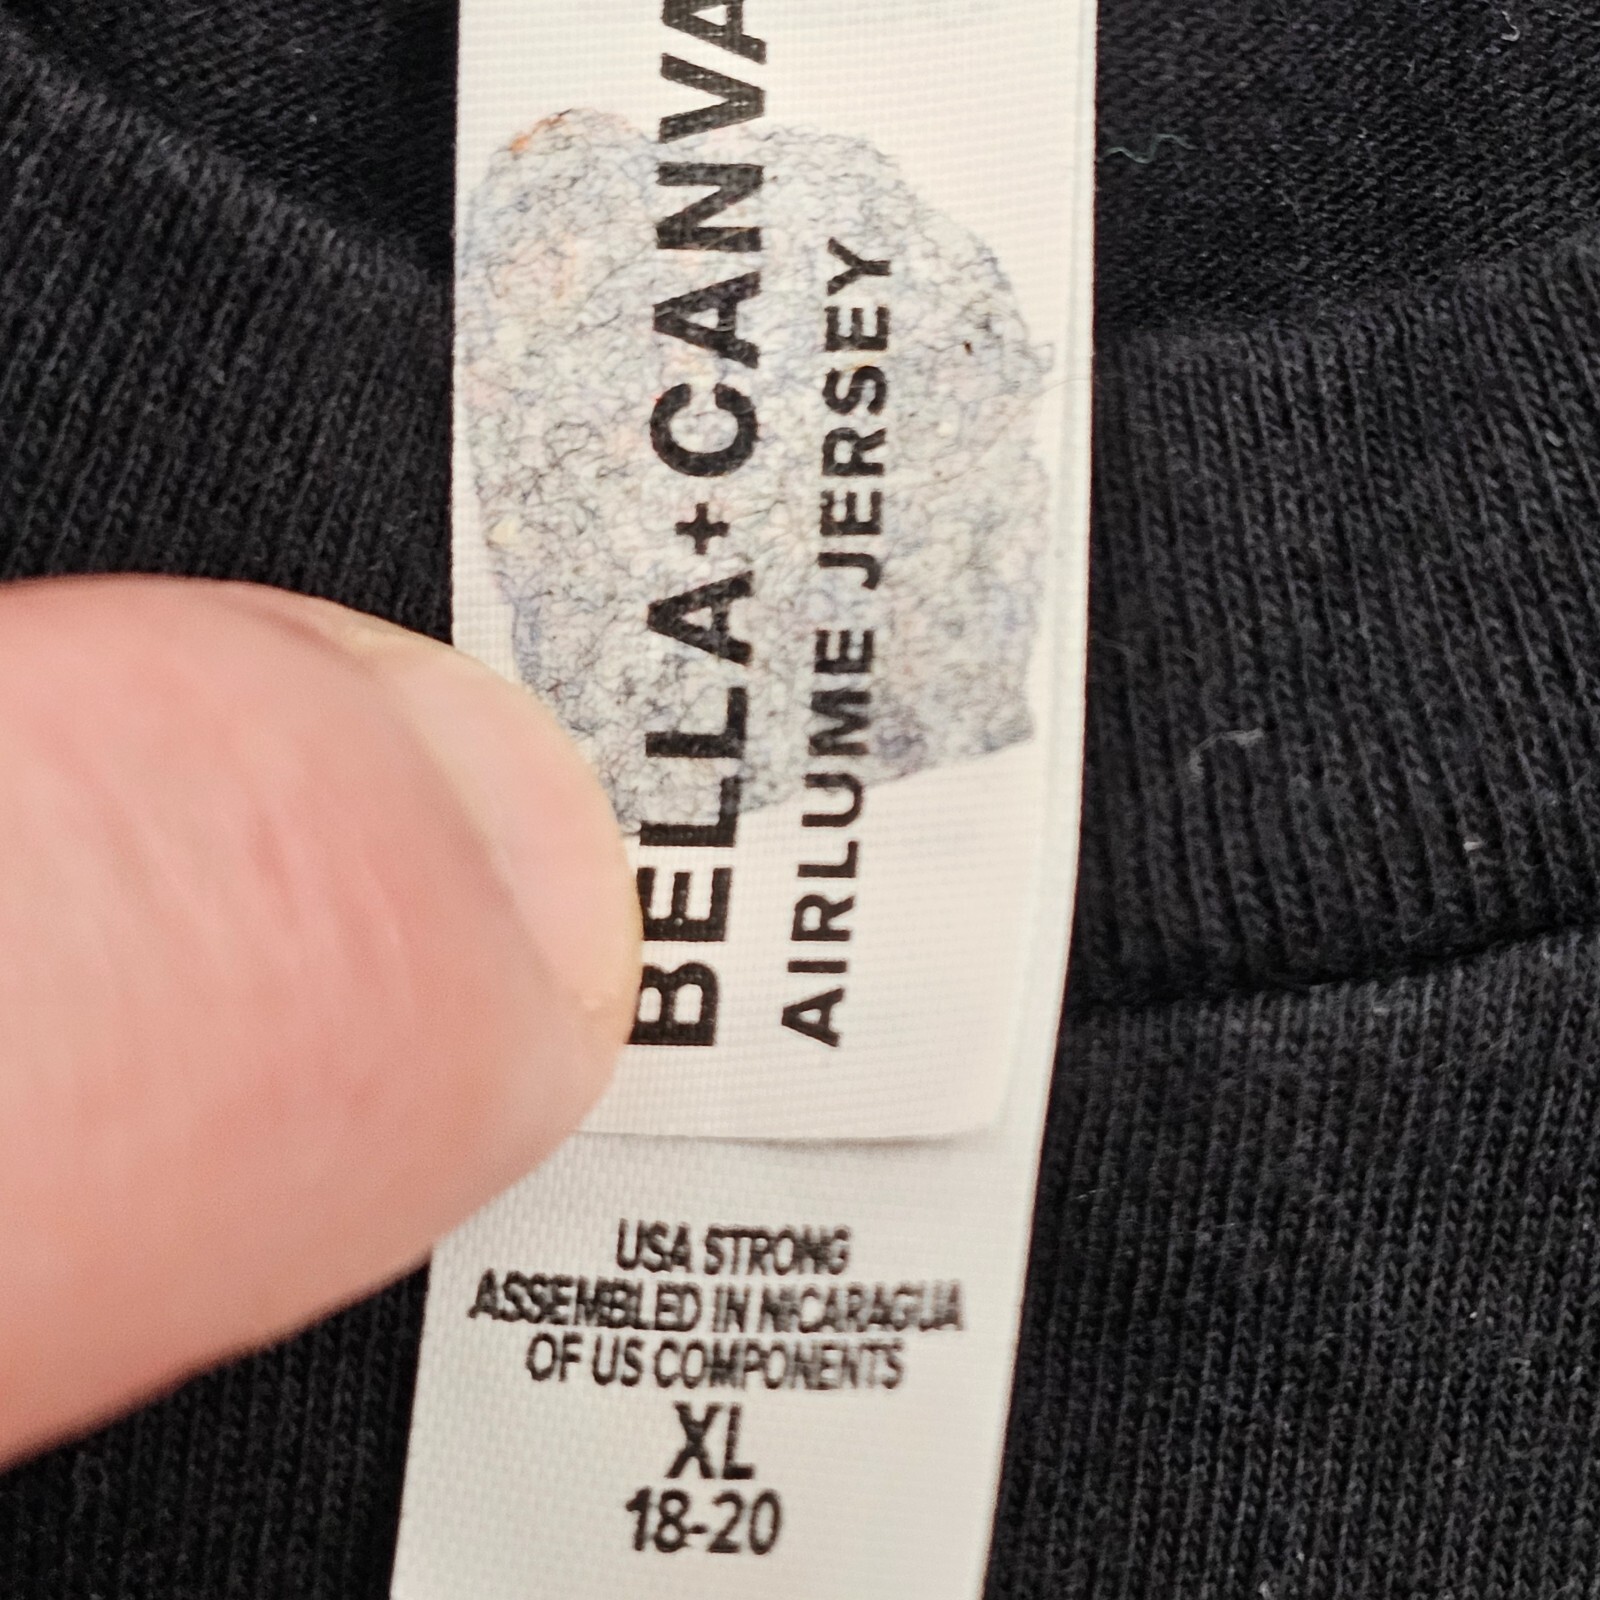 BELLA+CANVA
AIRLUME JERSEY
USA STRONG
ASSEMBLED IN NICARAGUA
OF US COMPONENTS
XL
18-20